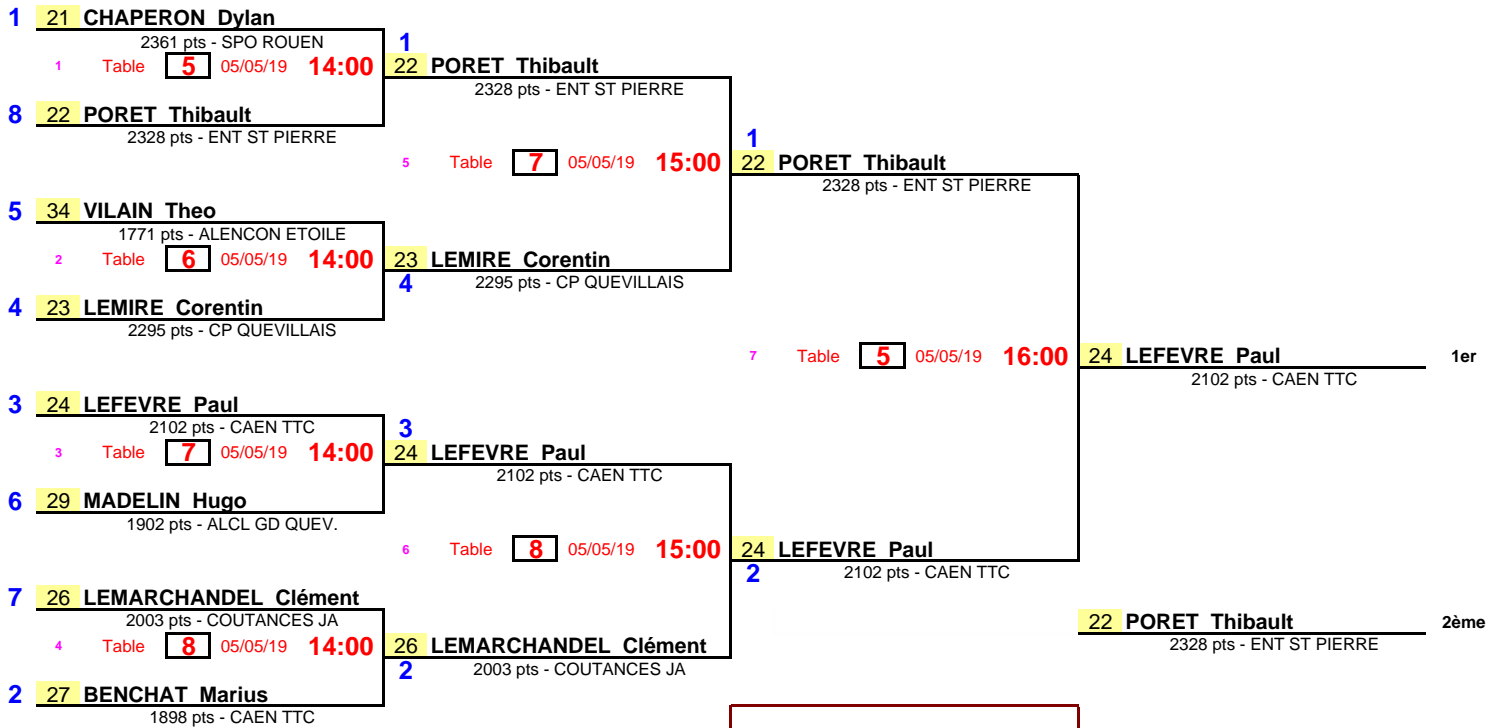 1 21 CHAPERON Dylan
2361 pts - SPO ROUEN
1
1 Table 5 05/05/19 14:00 22 PORET Thibault
2328 pts - ENT ST PIERRE
8 22 PORET Thibault
2328 pts - ENT ST PIERRE
1
5 Table 7 05/05/19 15:00 22 PORET Thibault
2328 pts - ENT ST PIERRE
5 34 VILAIN Theo
1771 pts - ALENCON ETOILE
2 Table 6 05/05/19 14:00 23 LEMIRE Corentin
4 2295 pts - CP QUEVILLAIS
4 23 LEMIRE Corentin
2295 pts - CP QUEVILLAIS
7 Table 5 05/05/19 16:00 24 LEFEVRE Paul 1er
2102 pts - CAEN TTC
3 24 LEFEVRE Paul
2102 pts - CAEN TTC
3
3 Table 7 05/05/19 14:00 24 LEFEVRE Paul
2102 pts - CAEN TTC
6 29 MADELIN Hugo
1902 pts - ALCL GD QUEV.
6 Table 8 05/05/19 15:00 24 LEFEVRE Paul
2 2102 pts - CAEN TTC
7 26 LEMARCHANDEL Clément
2003 pts - COUTANCES JA
22 PORET Thibault 2ème
2328 pts - ENT ST PIERRE
4 Table 8 05/05/19 14:00 26 LEMARCHANDEL Clément
2 2003 pts - COUTANCES JA
2 27 BENCHAT Marius
1898 pts - CAEN TTC